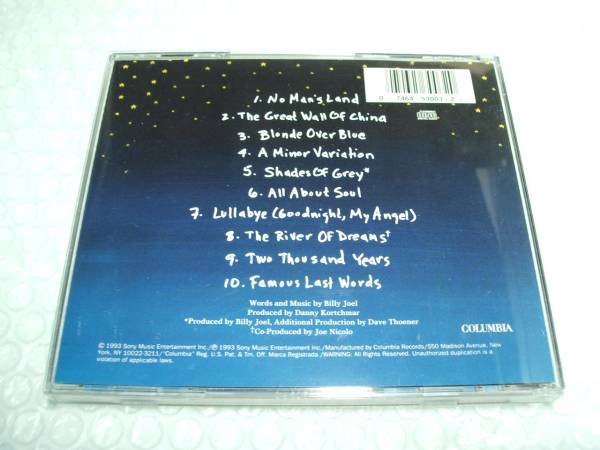 1. No Man's Land
2. The Great Wall Of China
3. Blonde Over Blue
4. A Minor Variation
5. Shades Of Grey*
6. All About Soul
7. Lullabye (Goodnight, My Angel)
8. The River Of Dreams†
9. Two Thousand Years
10. Famous Last Words
0 7464 53003 2
Words and Music by Billy Joel
Produced by Danny Kortchmar
*Produced by Billy Joel, Additional Production by Dave Thoener
†Co-Produced by Joe Nicolo
COLUMBIA
© 1993 Sony Music Entertainment Inc./℗ 1993 Sony Music Entertainment Inc./Manufactured by Columbia Records/550 Madison Avenue, New
York, NY 10022-3211/"Columbia" Reg. U.S. Pat. & Tm. Off. Marca Registrada./WARNING: All Rights Reserved. Unauthorized duplication is a
violation of applicable laws.